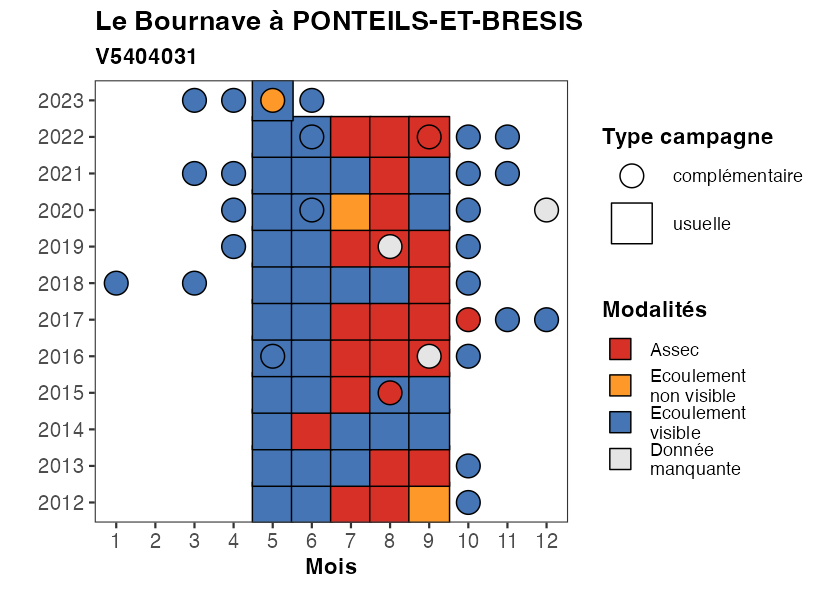 Le Bournave à PONTEILS-ET-BRESIS
V5404031
2023
2022
2021
2020
2019
2018
2017
2016
2015
2014
2013
2012
1 2 3 4 5 6 7 8 9 10 11 12
Mois
Type campagne
complémentaire
usuelle
Modalités
Assec
Ecoulement
non visible
Ecoulement
visible
Donnée
manquante